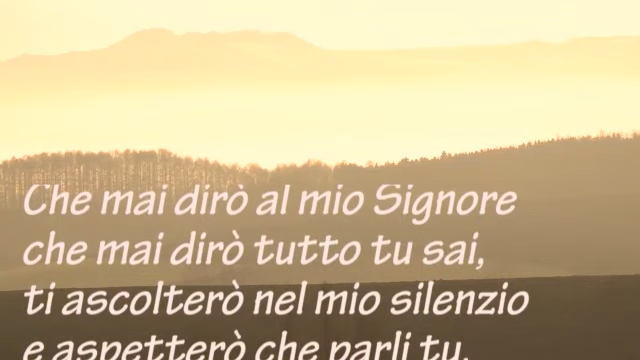 Che mai dirò al mio Signore
che mai dirò tutto tu sai,
ti ascolterò nel mio silenzio
e aspetterò che parli tu.